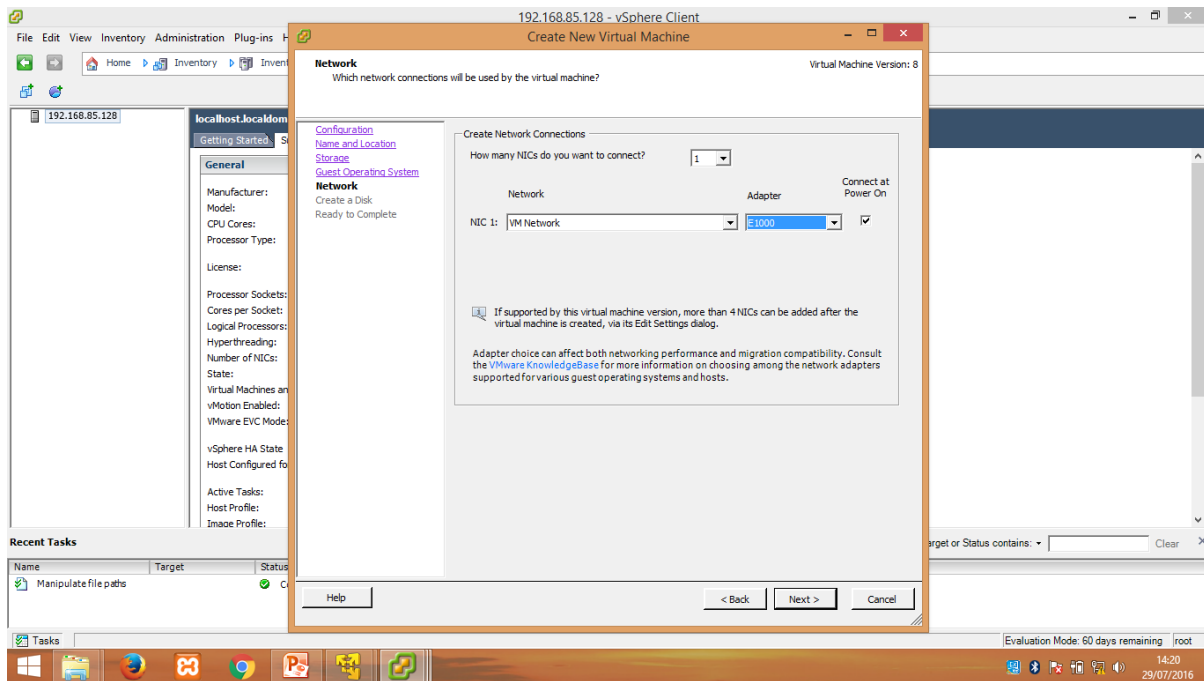 192.168.85.128 - vSphere Client
File Edit View Inventory Administration Plug-ins H
Home Inventory Invent
192.168.85.128
localhost.localdom
Getting Started
General
Manufacturer:
Model:
CPU Cores:
Processor Type:
License:
Processor Sockets:
Cores per Socket:
Logical Processors:
Hyperthreading:
Number of NICs:
State:
Virtual Machines an
vMotion Enabled:
VMware EVC Mode:
vSphere HA State
Host Configured fo
Active Tasks:
Host Profile:
Image Profile:
Create New Virtual Machine
Network
Which network connections will be used by the virtual machine?
Virtual Machine Version: 8
Configuration
Name and Location
Storage
Guest Operating System
Network
Create a Disk
Ready to Complete
Create Network Connections
How many NICs do you want to connect? 1
Network Adapter Connect at Power On
NIC 1: VM Network E1000
If supported by this virtual machine version, more than 4 NICs can be added after the
virtual machine is created, via its Edit Settings dialog.
Adapter choice can affect both networking performance and migration compatibility. Consult
the VMware KnowledgeBase for more information on choosing among the network adapters
supported for various guest operating systems and hosts.
Help < Back Next > Cancel
Recent Tasks
arget or Status contains: Clear
Name Target Status
Manipulate file paths
Tasks
Evaluation Mode: 60 days remaining root
14:20
29/07/2016